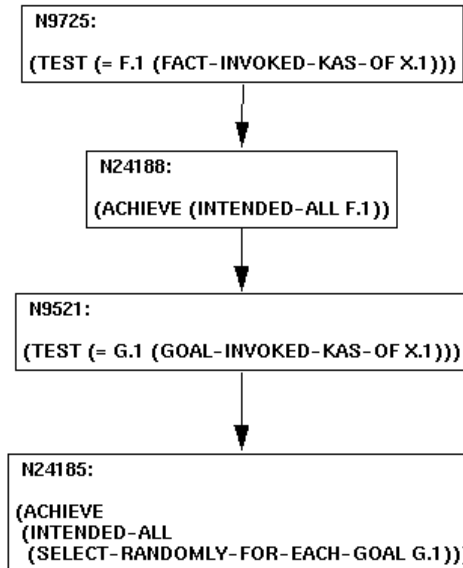 N9725:
(TEST (= F.1 (FACT-INVOKED-KAS-OF X.1)))
N24188:
(ACHIEVE (INTENDED-ALL F.1))
N9521:
(TEST (= G.1 (GOAL-INVOKED-KAS-OF X.1)))
N24185:
(ACHIEVE
(INTENDED-ALL
(SELECT-RANDOMLY-FOR-EACH-GOAL G.1)))